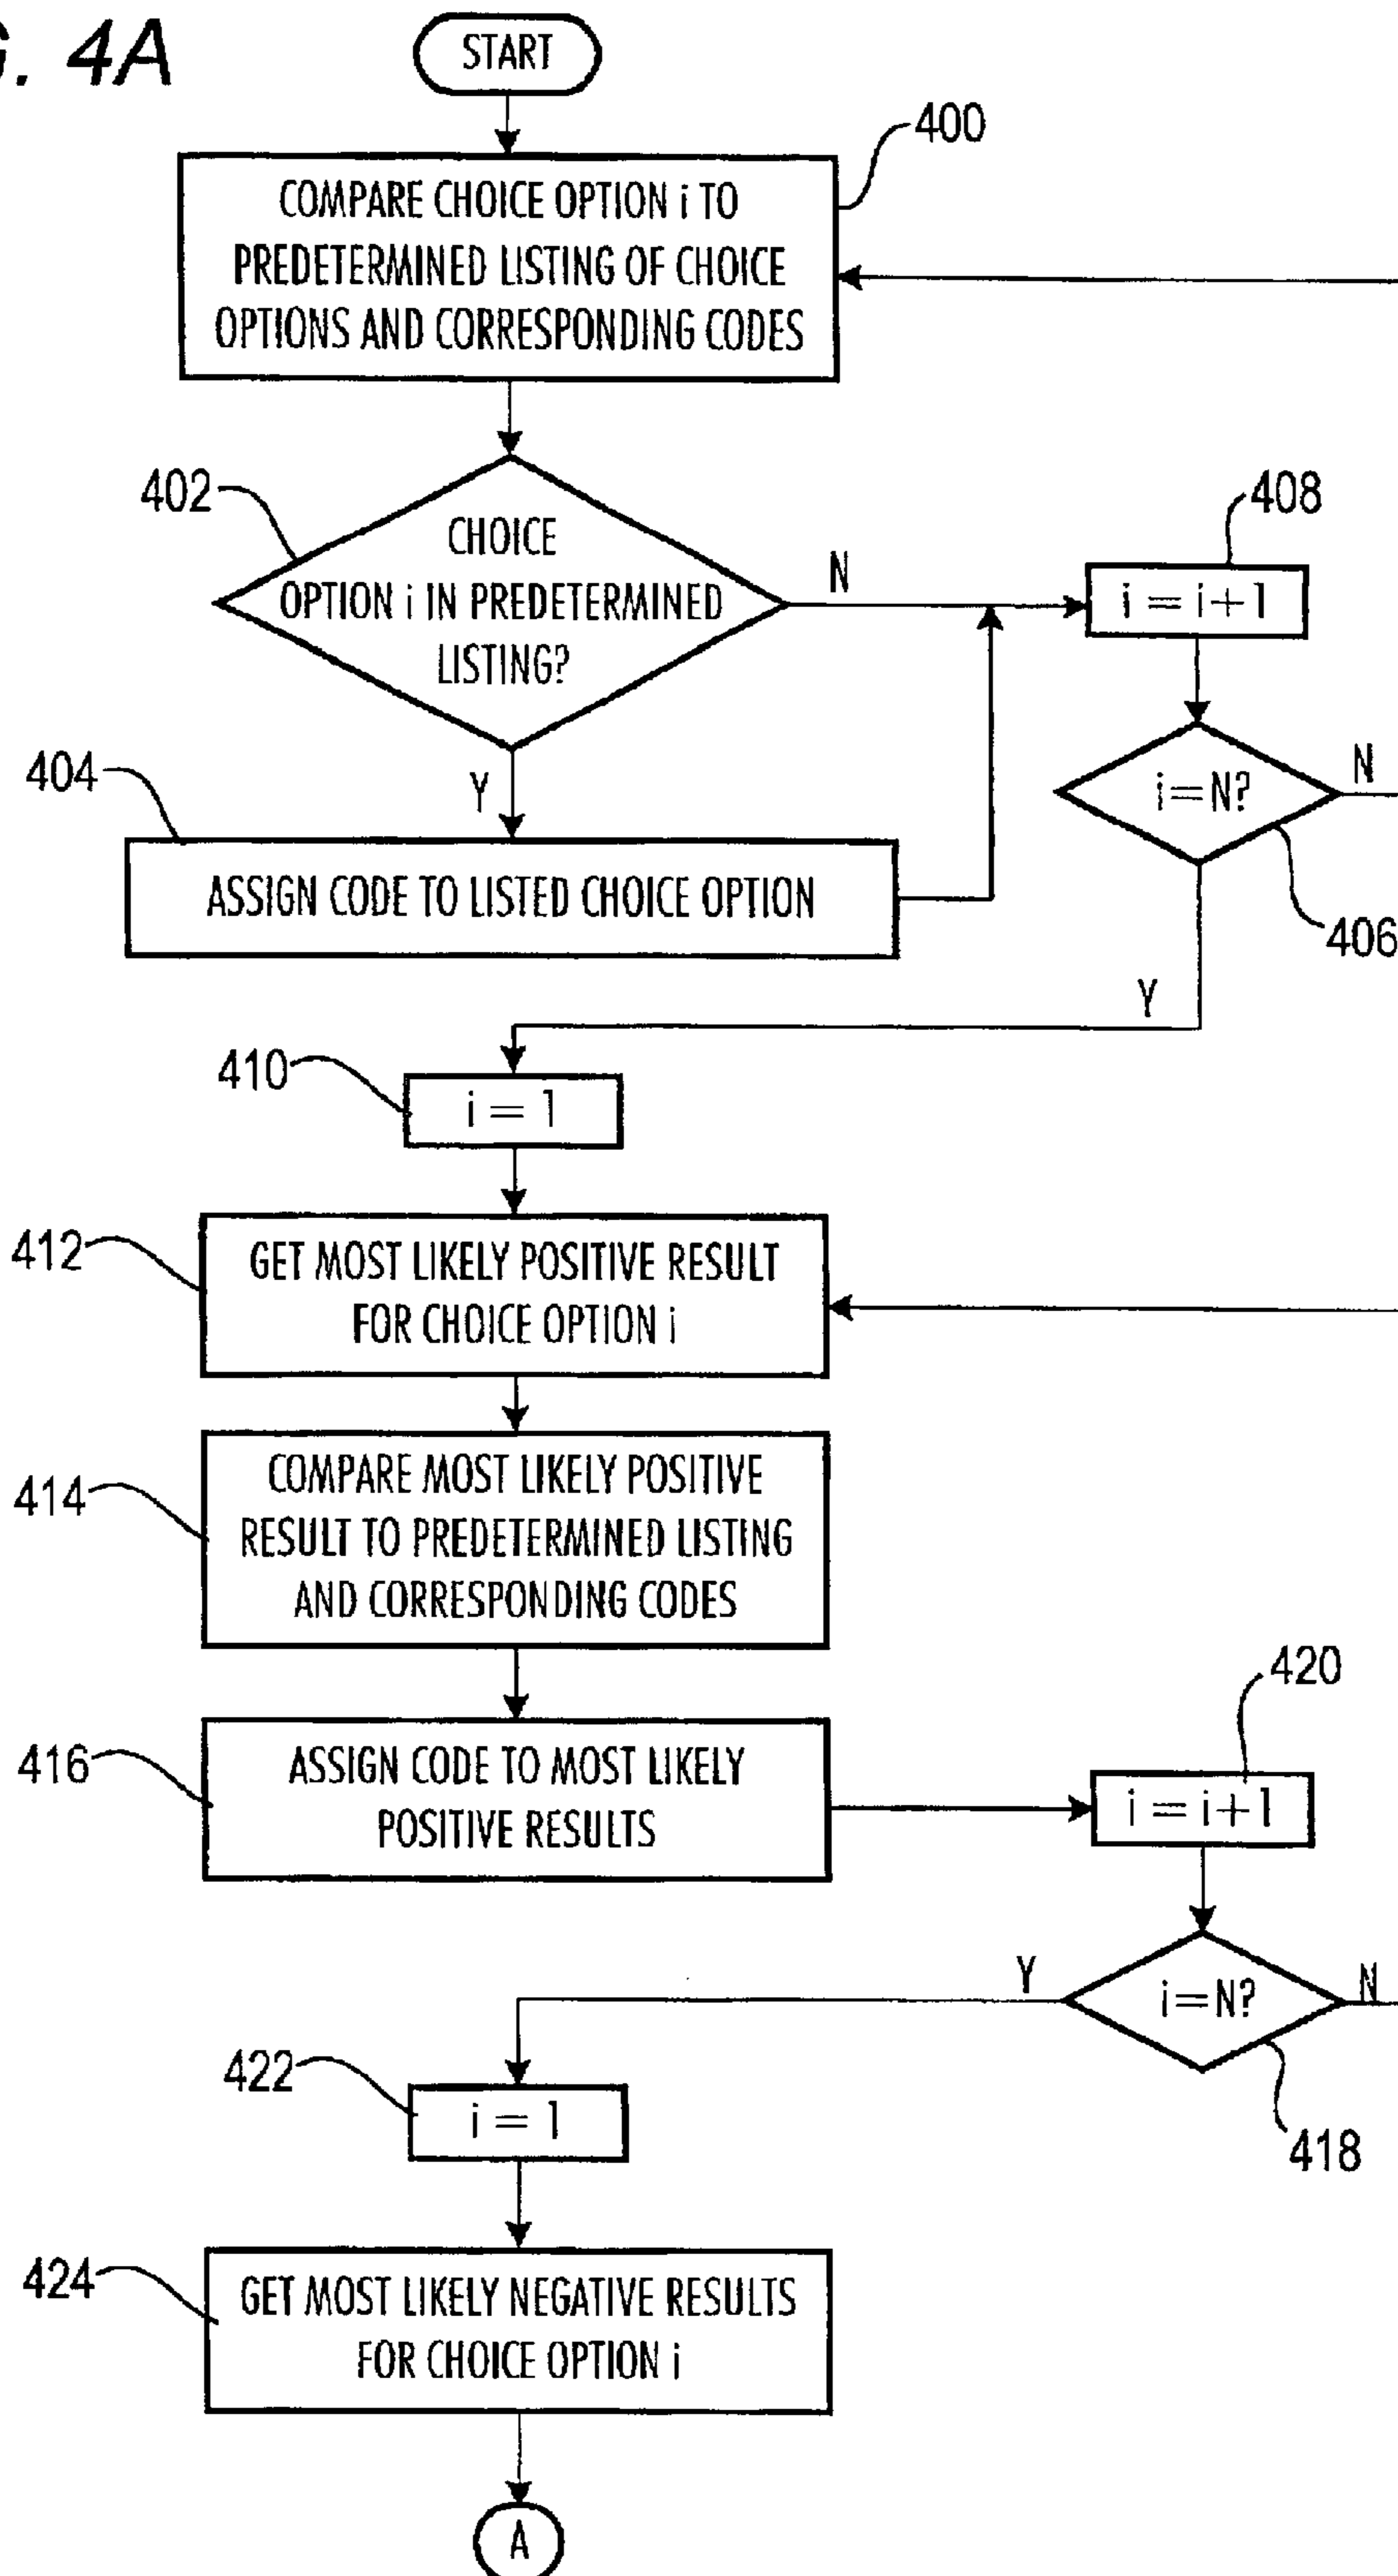 G. 4A
START
400
COMPARE CHOICE OPTION i TO
PREDETERMINED LISTING OF CHOICE
OPTIONS AND CORRESPONDING CODES
402
CHOICE
OPTION i IN PREDETERMINED
LISTING?
N
408
i = i+1
404
Y
ASSIGN CODE TO LISTED CHOICE OPTION
i=N?
N
406
Y
410
i = 1
412
GET MOST LIKELY POSITIVE RESULT
FOR CHOICE OPTION i
414
COMPARE MOST LIKELY POSITIVE
RESULT TO PREDETERMINED LISTING
AND CORRESPONDING CODES
416
ASSIGN CODE TO MOST LIKELY
POSITIVE RESULTS
420
i = i+1
Y
i=N?
N
418
422
i = 1
424
GET MOST LIKELY NEGATIVE RESULTS
FOR CHOICE OPTION i
A